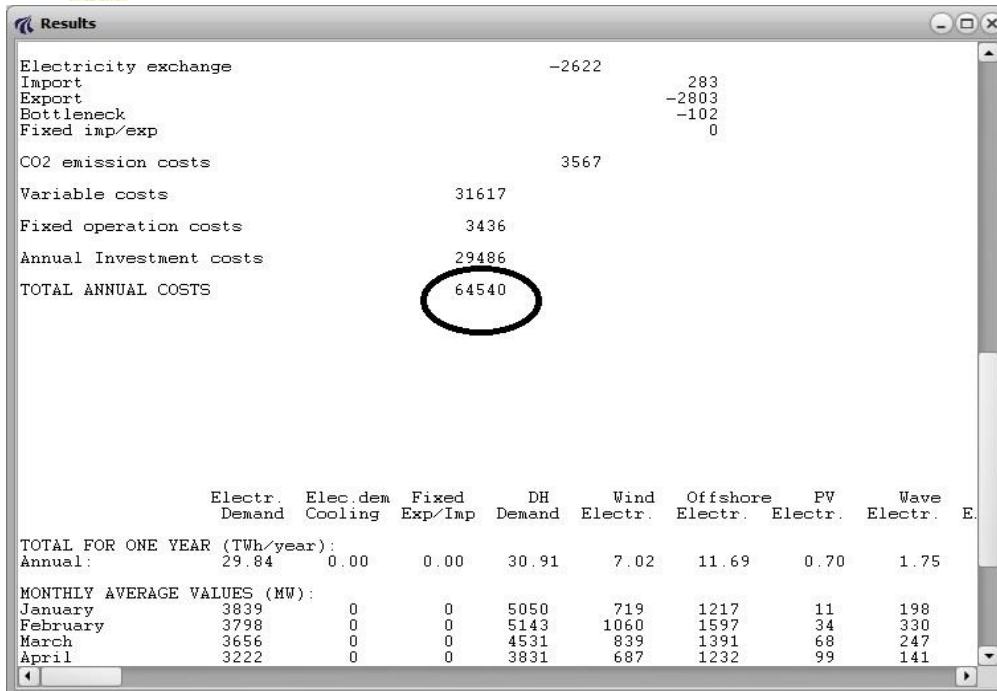 Results
Electricity exchange -2622
Import 283
Export -2803
Bottleneck -102
Fixed imp/exp 0
CO2 emission costs 3567
Variable costs 31617
Fixed operation costs 3436
Annual Investment costs 29486
TOTAL ANNUAL COSTS 64540
Electr. Elec.dem Fixed DH Wind Offshore PV Wave
Demand Cooling Exp/Imp Demand Electr. Electr. Electr. Electr. E.
TOTAL FOR ONE YEAR (TWh/year):
Annual: 29.84 0.00 0.00 30.91 7.02 11.69 0.70 1.75
MONTHLY AVERAGE VALUES (MW):
January 3839 0 0 5050 719 1217 11 198
February 3798 0 0 5143 1060 1597 34 330
March 3656 0 0 4531 839 1391 68 247
April 3222 0 0 3831 687 1232 99 141